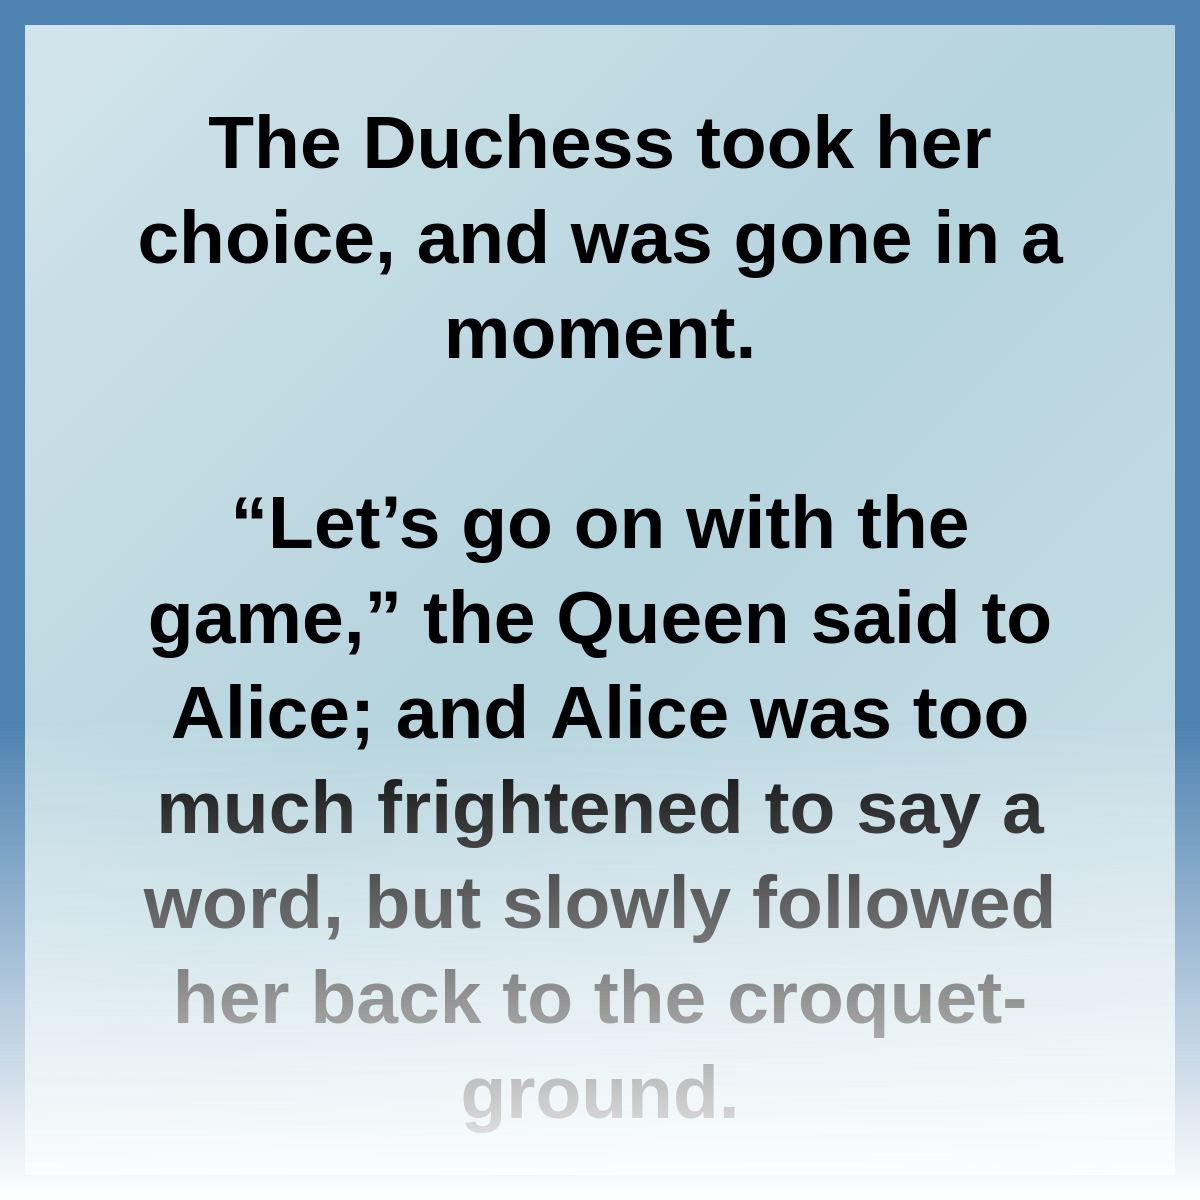 The Duchess took her
choice, and was gone in a
moment.
“Let’s go on with the
game,” the Queen said to
Alice; and Alice was too
much frightened to say a
word, but slowly followed
her back to the croquet-
ground.